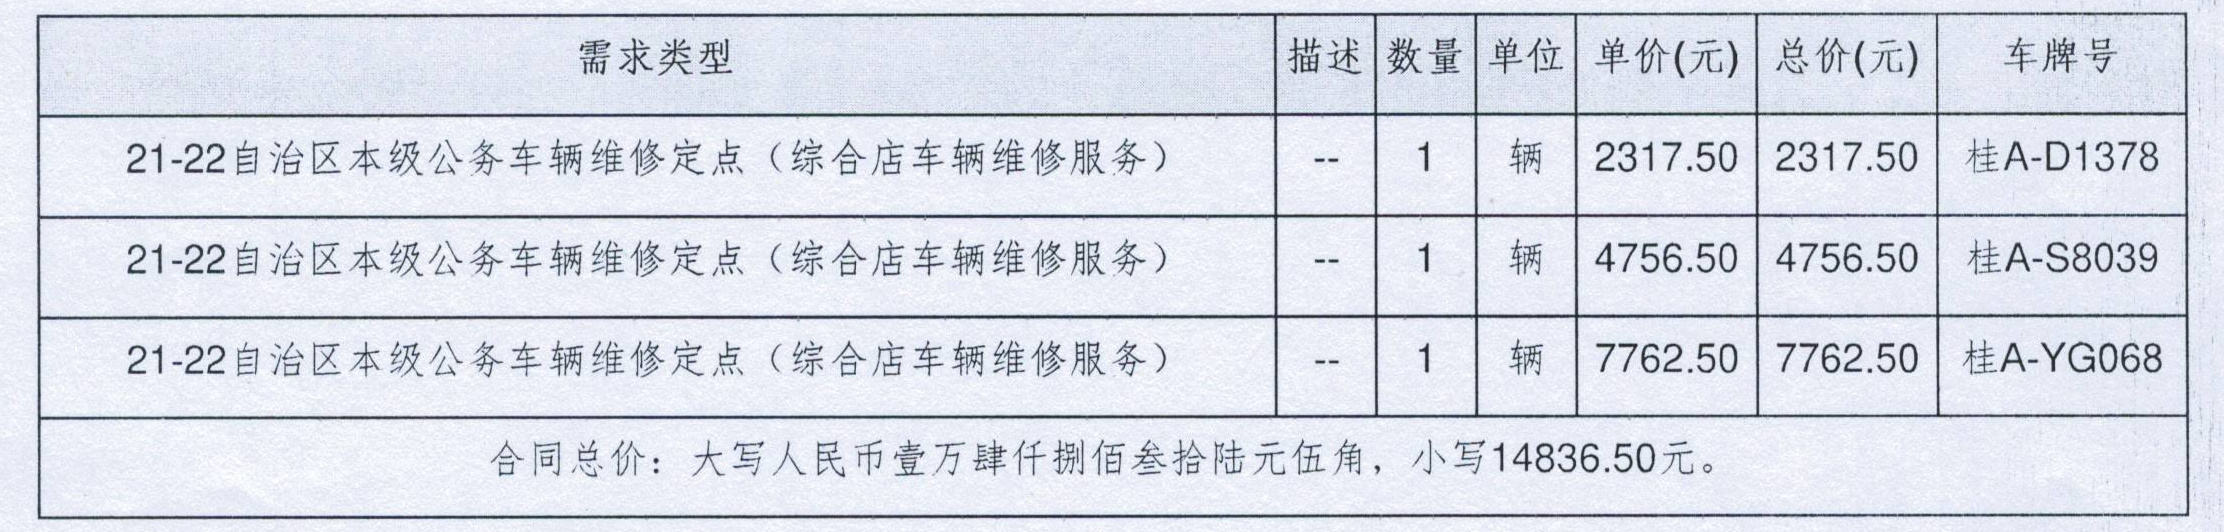 需求类型 描述 数量 单位 单价(元) 总价(元) 车牌号
21-22自治区本级公务车辆维修定点（综合店车辆维修服务） -- 1 辆 2317.50 2317.50 桂A-D1378
21-22自治区本级公务车辆维修定点（综合店车辆维修服务） -- 1 辆 4756.50 4756.50 桂A-S8039
21-22自治区本级公务车辆维修定点（综合店车辆维修服务） -- 1 辆 7762.50 7762.50 桂A-YG068
合同总价：大写人民币壹万肆仟捌佰叁拾陆元伍角，小写14836.50元。